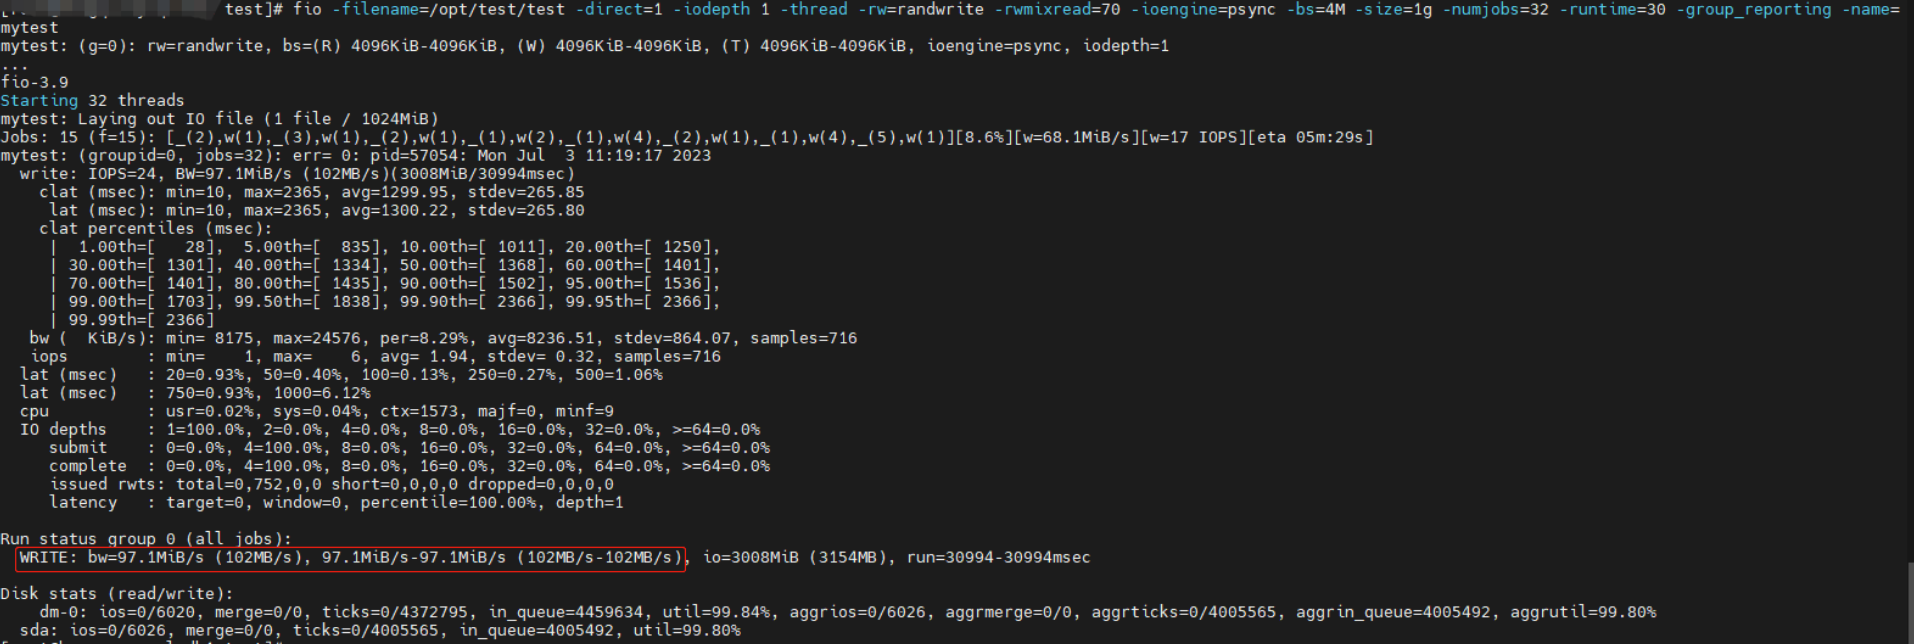 test]# fio -filename=/opt/test/test -direct=1 -iodepth 1 -thread -rw=randwrite -rwmixread=70 -ioengine=psync -bs=4M -size=1g -numjobs=32 -runtime=30 -group_reporting -name=
mytest
mytest: (g=0): rw=randwrite, bs=(R) 4096KiB-4096KiB, (W) 4096KiB-4096KiB, (T) 4096KiB-4096KiB, ioengine=psync, iodepth=1
...
fio-3.9
Starting 32 threads
mytest: Laying out IO file (1 file / 1024MiB)
Jobs: 15 (f=15): [_(2),w(1),_(3),w(1),_(2),w(1),_(1),w(2),_(1),w(4),_(2),w(1),_(1),w(4),_(5),w(1)][8.6%][w=68.1MiB/s][w=17 IOPS][eta 05m:29s]
mytest: (groupid=0, jobs=32): err= 0: pid=57054: Mon Jul  3 11:19:17 2023
  write: IOPS=24, BW=97.1MiB/s (102MB/s)(3008MiB/30994msec)
    clat (msec): min=10, max=2365, avg=1299.95, stdev=265.85
     lat (msec): min=10, max=2365, avg=1300.22, stdev=265.80
    clat percentiles (msec):
     |  1.00th=[   28],  5.00th=[  835], 10.00th=[ 1011], 20.00th=[ 1250],
     | 30.00th=[ 1301], 40.00th=[ 1334], 50.00th=[ 1368], 60.00th=[ 1401],
     | 70.00th=[ 1401], 80.00th=[ 1435], 90.00th=[ 1502], 95.00th=[ 1536],
     | 99.00th=[ 1703], 99.50th=[ 1838], 99.90th=[ 2366], 99.95th=[ 2366],
     | 99.99th=[ 2366]
   bw (  KiB/s): min= 8175, max=24576, per=8.29%, avg=8236.51, stdev=864.07, samples=716
   iops        : min=    1, max=    6, avg= 1.94, stdev= 0.32, samples=716
  lat (msec)   : 20=0.93%, 50=0.40%, 100=0.13%, 250=0.27%, 500=1.06%
  lat (msec)   : 750=0.93%, 1000=6.12%
  cpu          : usr=0.02%, sys=0.04%, ctx=1573, majf=0, minf=9
  IO depths    : 1=100.0%, 2=0.0%, 4=0.0%, 8=0.0%, 16=0.0%, 32=0.0%, >=64=0.0%
     submit    : 0=0.0%, 4=100.0%, 8=0.0%, 16=0.0%, 32=0.0%, 64=0.0%, >=64=0.0%
     complete  : 0=0.0%, 4=100.0%, 8=0.0%, 16=0.0%, 32=0.0%, 64=0.0%, >=64=0.0%
     issued rwts: total=0,752,0,0 short=0,0,0,0 dropped=0,0,0,0
     latency   : target=0, window=0, percentile=100.00%, depth=1
Run status group 0 (all jobs):
  WRITE: bw=97.1MiB/s (102MB/s), 97.1MiB/s-97.1MiB/s (102MB/s-102MB/s), io=3008MiB (3154MB), run=30994-30994msec
Disk stats (read/write):
    dm-0: ios=0/6020, merge=0/0, ticks=0/4372795, in_queue=4459634, util=99.84%, aggrios=0/6026, aggrmerge=0/0, aggrticks=0/4005565, aggrin_queue=4005492, aggrutil=99.80%
  sda: ios=0/6026, merge=0/0, ticks=0/4005565, in_queue=4005492, util=99.80%